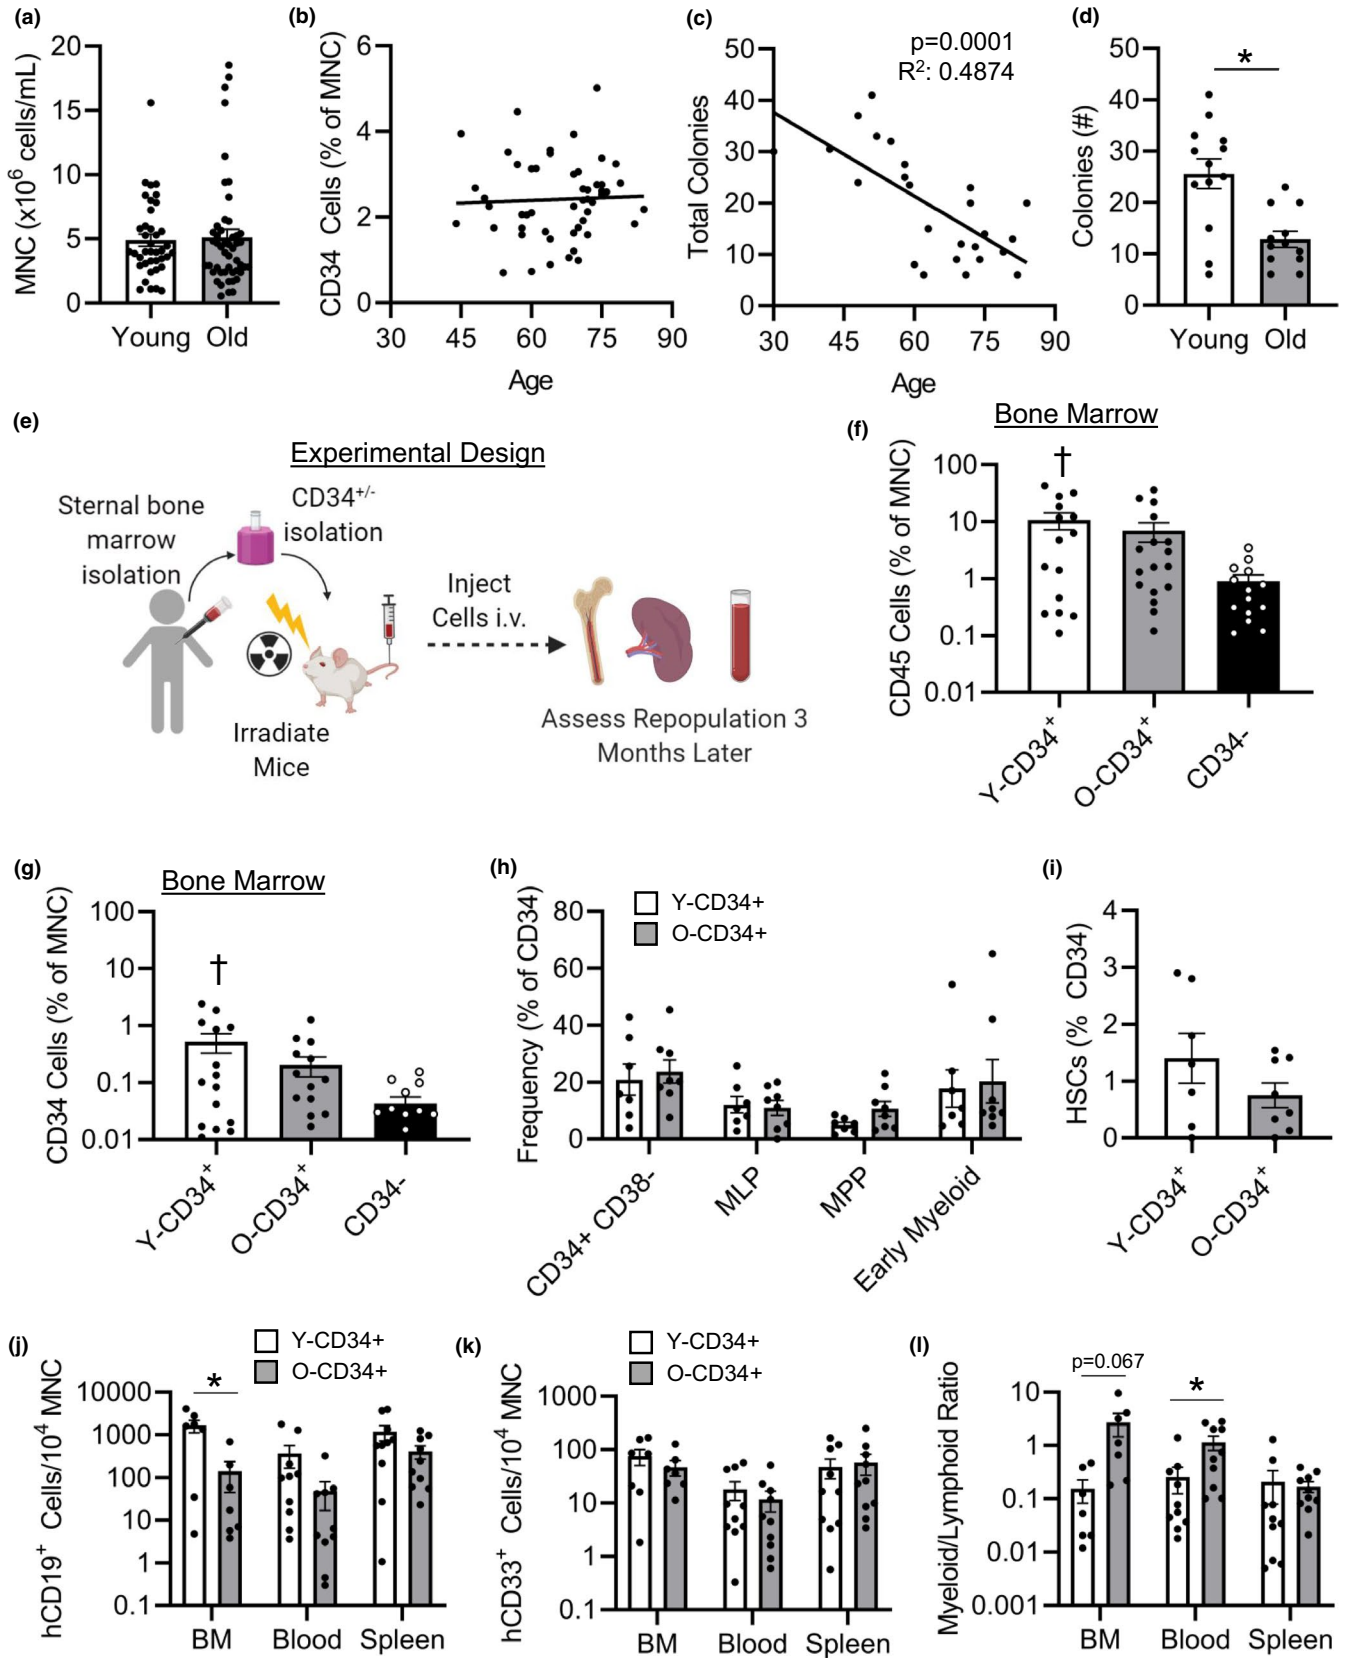 (a)
MNC (x10⁶ cells/mL)
20
15
10
5
0
Young Old
(b)
CD34 Cells (% of MNC)
6
4
2
0
30 45 60 75 90
Age
(c)
Total Colonies
50
40
30
20
10
0
p=0.0001
R²: 0.4874
30 45 60 75 90
Age
(d)
Colonies (#)
50
40
30
20
10
0
*
Young Old
(e)
Experimental Design
Sternal bone
marrow
isolation
CD34⁺/⁻
isolation
Irradiate
Mice
Inject
Cells i.v.
Assess Repopulation 3
Months Later
(f)
Bone Marrow
CD45 Cells (% of MNC)
100
10
1
0.1
0.01
†
Y-CD34⁺
O-CD34⁺
CD34-
(g)
Bone Marrow
CD34 Cells (% of MNC)
100
10
1
0.1
0.01
†
Y-CD34⁺
O-CD34⁺
CD34-
(h)
Y-CD34+
O-CD34+
Frequency (% of CD34)
80
60
40
20
0
CD34+ CD38-
MLP
MPP
Early Myeloid
(i)
HSCs (% CD34)
4
3
2
1
0
Y-CD34⁺
O-CD34⁺
(j)
Y-CD34+
O-CD34+
hCD19⁺ Cells/10⁴ MNC
10000
1000
100
10
1
0.1
*
BM Blood Spleen
(k)
Y-CD34+
O-CD34+
hCD33⁺ Cells/10⁴ MNC
1000
100
10
1
0.1
BM Blood Spleen
(l)
Myeloid/Lymphoid Ratio
10
1
0.1
0.01
0.001
p=0.067
*
BM Blood Spleen